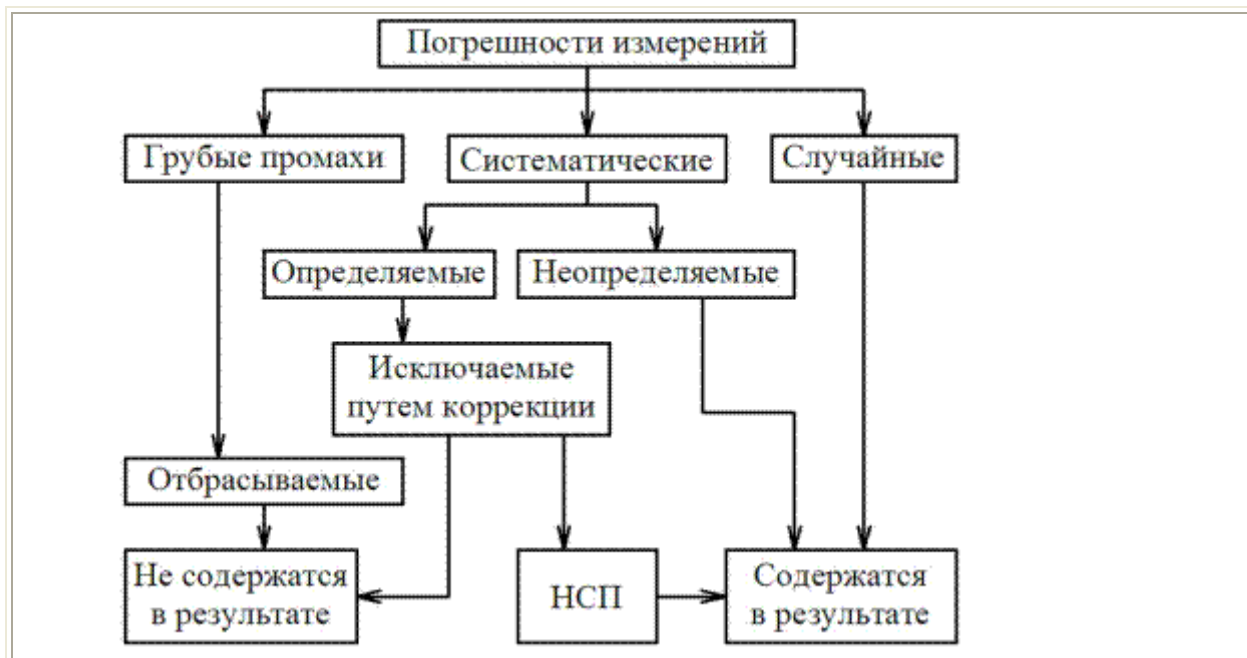 Погрешности измерений
Грубые промахи
Систематические
Случайные
Определяемые
Неопределяемые
Исключаемые
путем коррекции
Отбрасываемые
Не содержатся
в результате
НСП
Содержатся
в результате